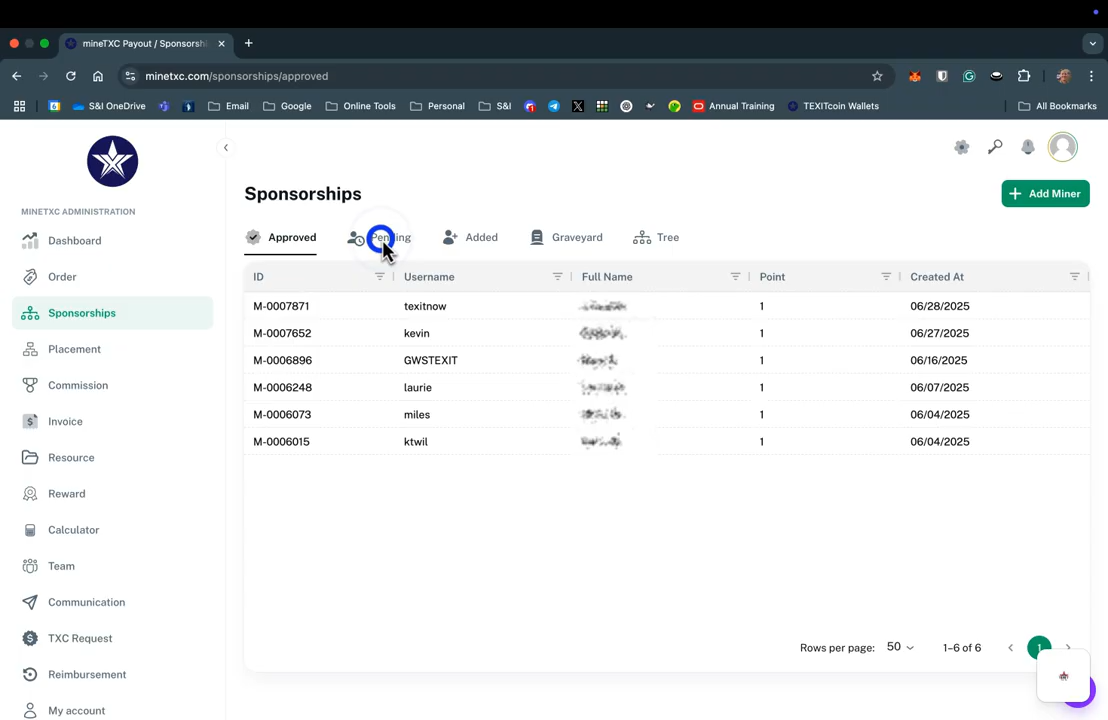 mineTXC Payout / Sponsorshi
minetxc.com/sponsorships/approved
S&I OneDrive
Email
Google
Online Tools
Personal
S&I
Annual Training
TEXITcoin Wallets
All Bookmarks
MINETXC ADMINISTRATION
Dashboard
Order
Sponsorships
Placement
Commission
Invoice
Resource
Reward
Calculator
Team
Communication
TXC Request
Reimbursement
My account
Sponsorships
Add Miner
Approved Pending Added Graveyard Tree
ID Username Full Name Point Created At
M-0007871 texitnow 1 06/28/2025
M-0007652 kevin 1 06/27/2025
M-0006896 GWSTEXIT 1 06/16/2025
M-0006248 laurie 1 06/07/2025
M-0006073 miles 1 06/04/2025
M-0006015 ktwil 1 06/04/2025
Rows per page: 50 1–6 of 6 1